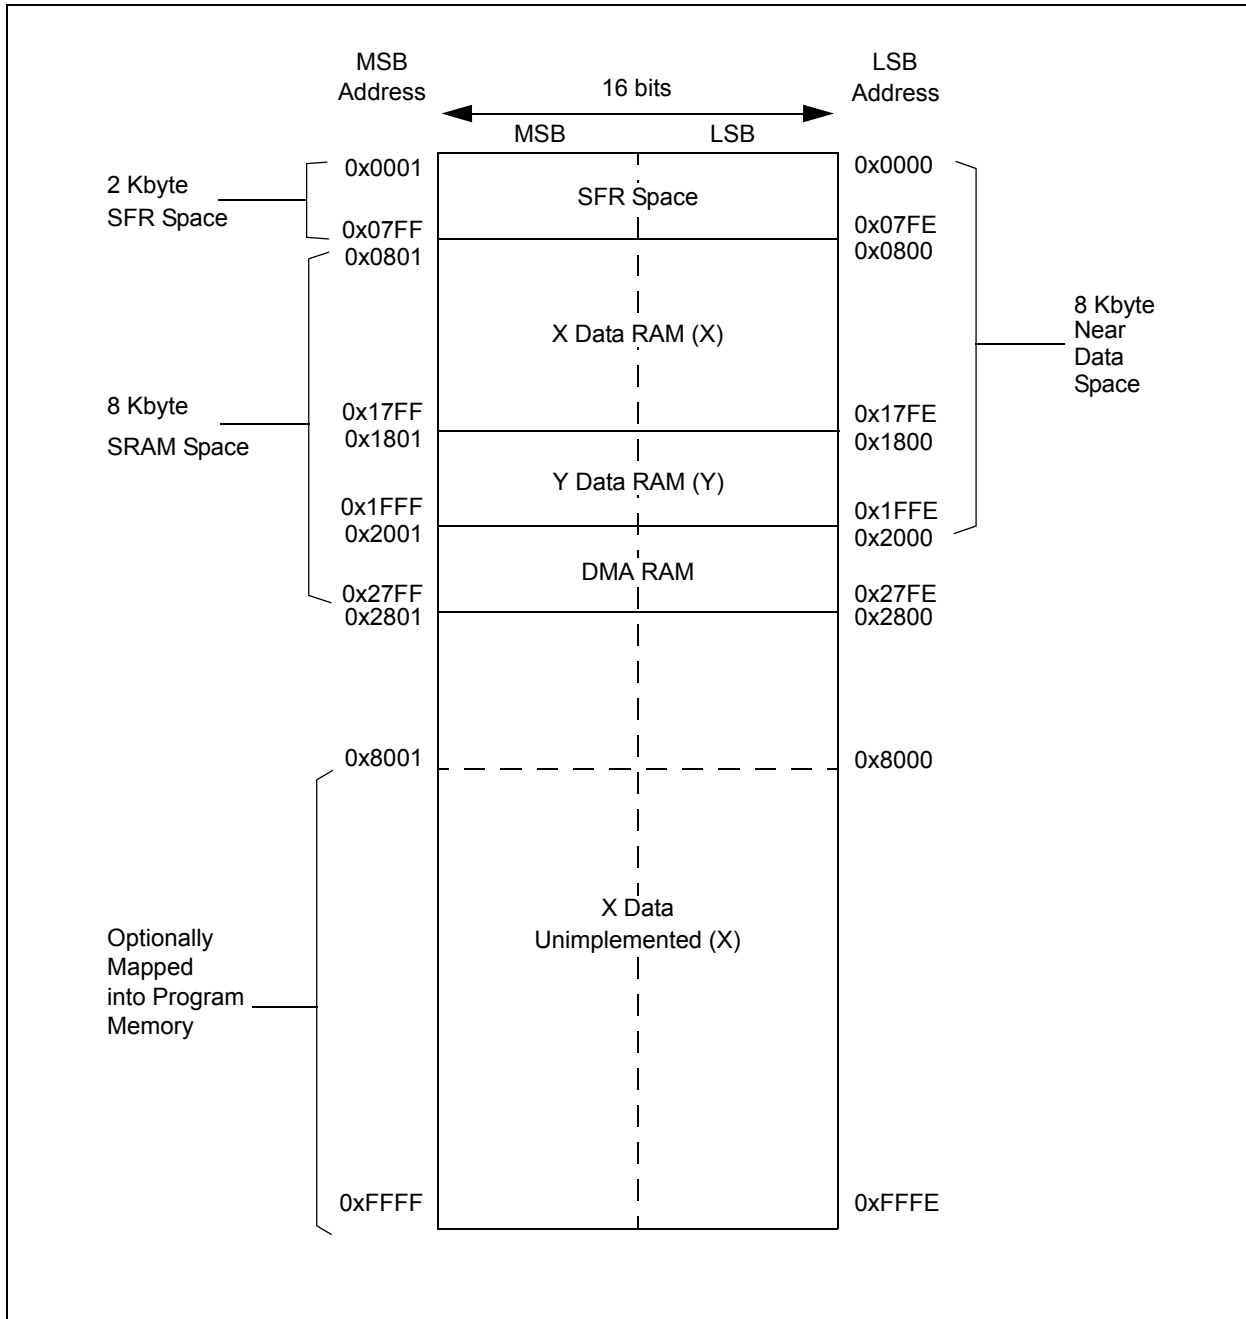 MSB
Address
LSB
Address
16 bits
MSB
LSB
0x0001
0x0000
2 Kbyte
SFR Space
SFR Space
0x07FF
0x07FE
0x0801
0x0800
8 Kbyte
Near
Data
Space
X Data RAM (X)
8 Kbyte
SRAM Space
0x17FF
0x17FE
0x1801
0x1800
Y Data RAM (Y)
0x1FFF
0x1FFE
0x2001
0x2000
DMA RAM
0x27FF
0x27FE
0x2801
0x2800
0x8001
0x8000
X Data
Unimplemented (X)
Optionally
Mapped
into Program
Memory
0xFFFF
0xFFFE